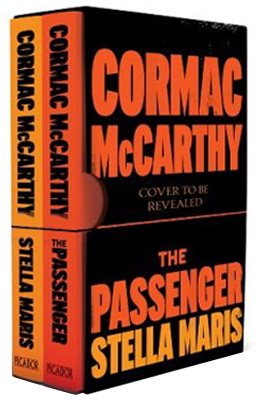 CORMAC McCARTHY
STELLA MARIS
PICADOR
CORMAC McCARTHY
THE PASSENGER
PICADOR
CORMAC
McCARTHY
COVER TO BE
REVEALED
THE
PASSENGER
STELLA MARIS